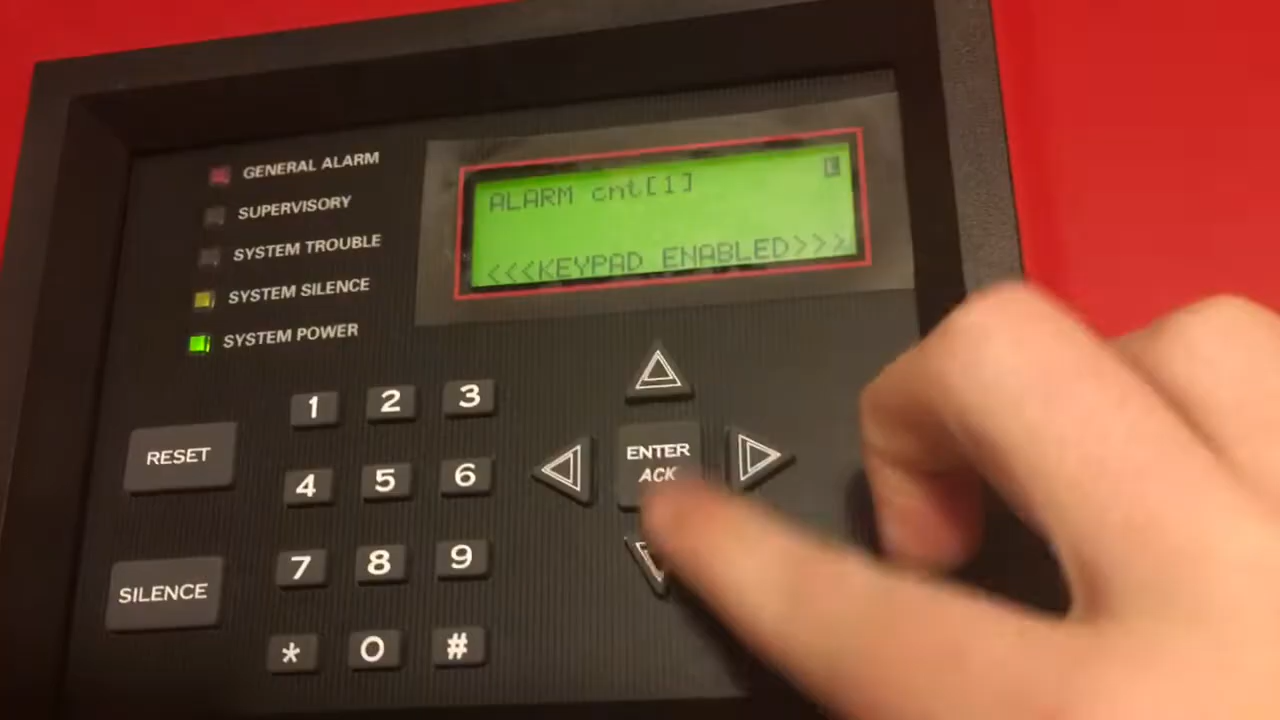 GENERAL ALARM
SUPERVISORY
SYSTEM TROUBLE
SYSTEM SILENCE
SYSTEM POWER
ALARM cnt[1]
<<<KEYPAD ENABLED>>>
RESET
SILENCE
1 2 3
4 5 6
7 8 9
* 0 #
ENTER
ACK